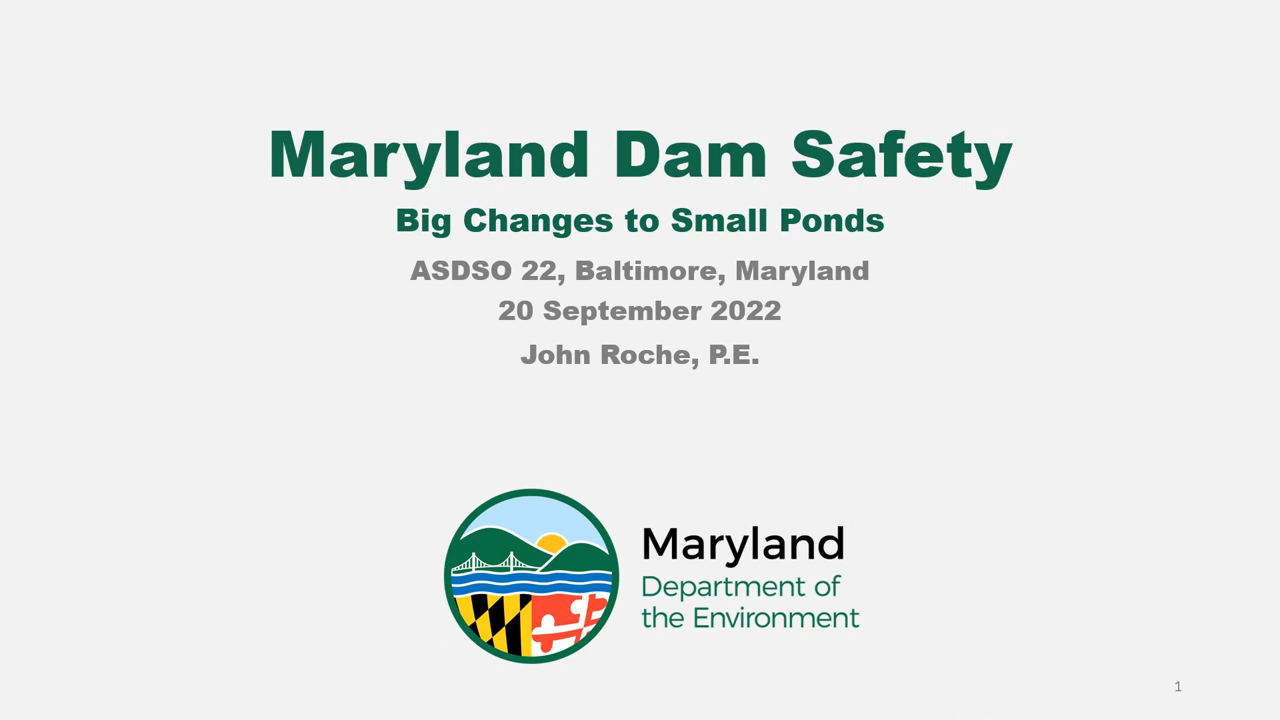 Maryland Dam Safety
Big Changes to Small Ponds
ASDSO 22, Baltimore, Maryland
20 September 2022
John Roche, P.E.
Maryland
Department of
the Environment
1